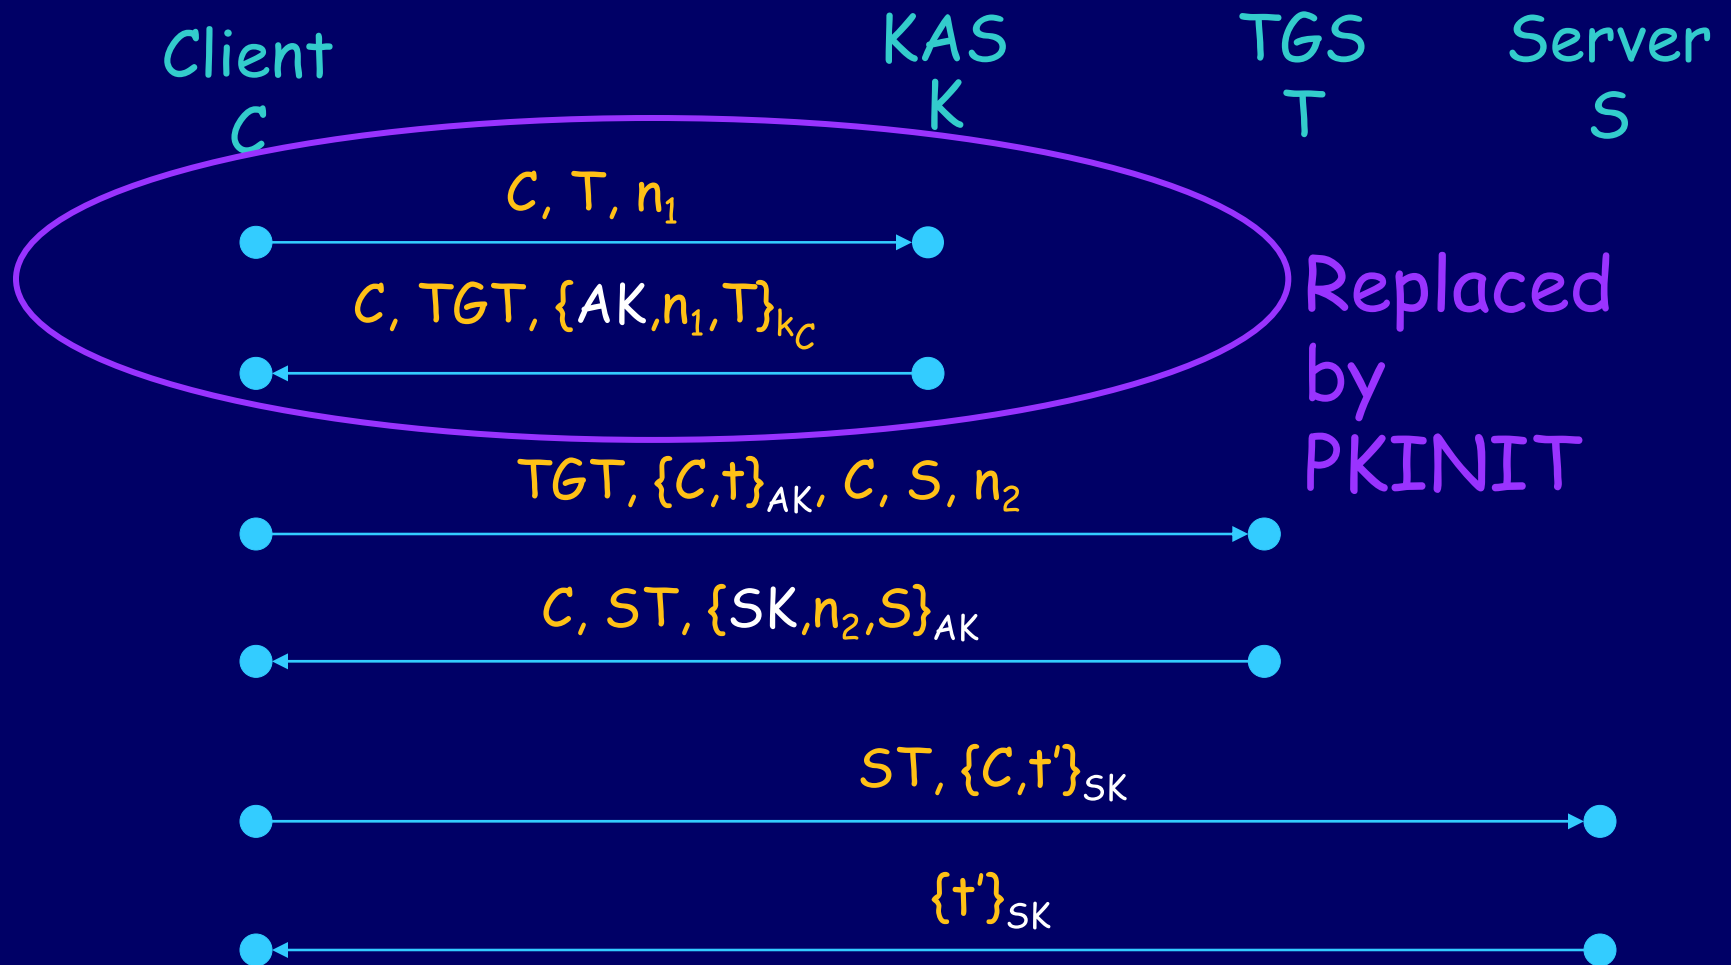 Client
C
KAS
K
TGS
T
Server
S
C, T, n₁
C, TGT, {AK,n₁,T}k_C
Replaced
by
PKINIT
TGT, {C,t}AK, C, S, n₂
C, ST, {SK,n₂,S}AK
ST, {C,t'}SK
{t'}SK